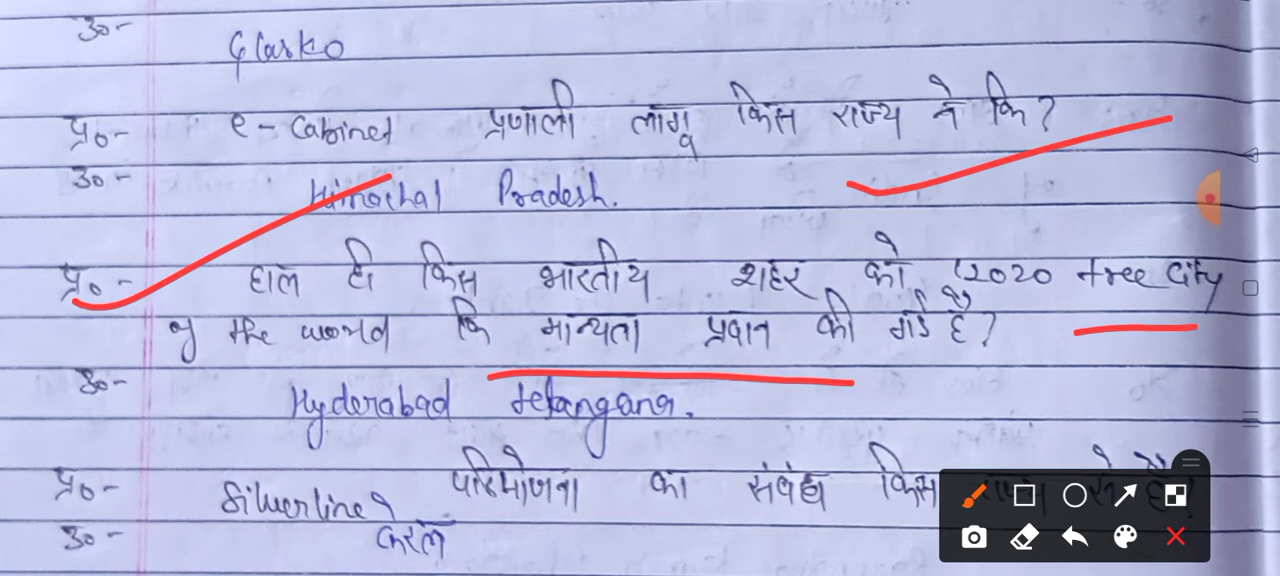 उ०-
Glasko
प्र०- e-Cabinet प्रणाली लागू किस राज्य ने कि?
उ०- Himachal Pradesh.
प्र०- हाल ही किस भारतीय शहर को (2020 tree City
of the world कि मान्यता प्रदान की गई है?
उ०- Hyderabad telangana.
प्र०- Silverline परियोजना का संबंध किस
उ०- केरल